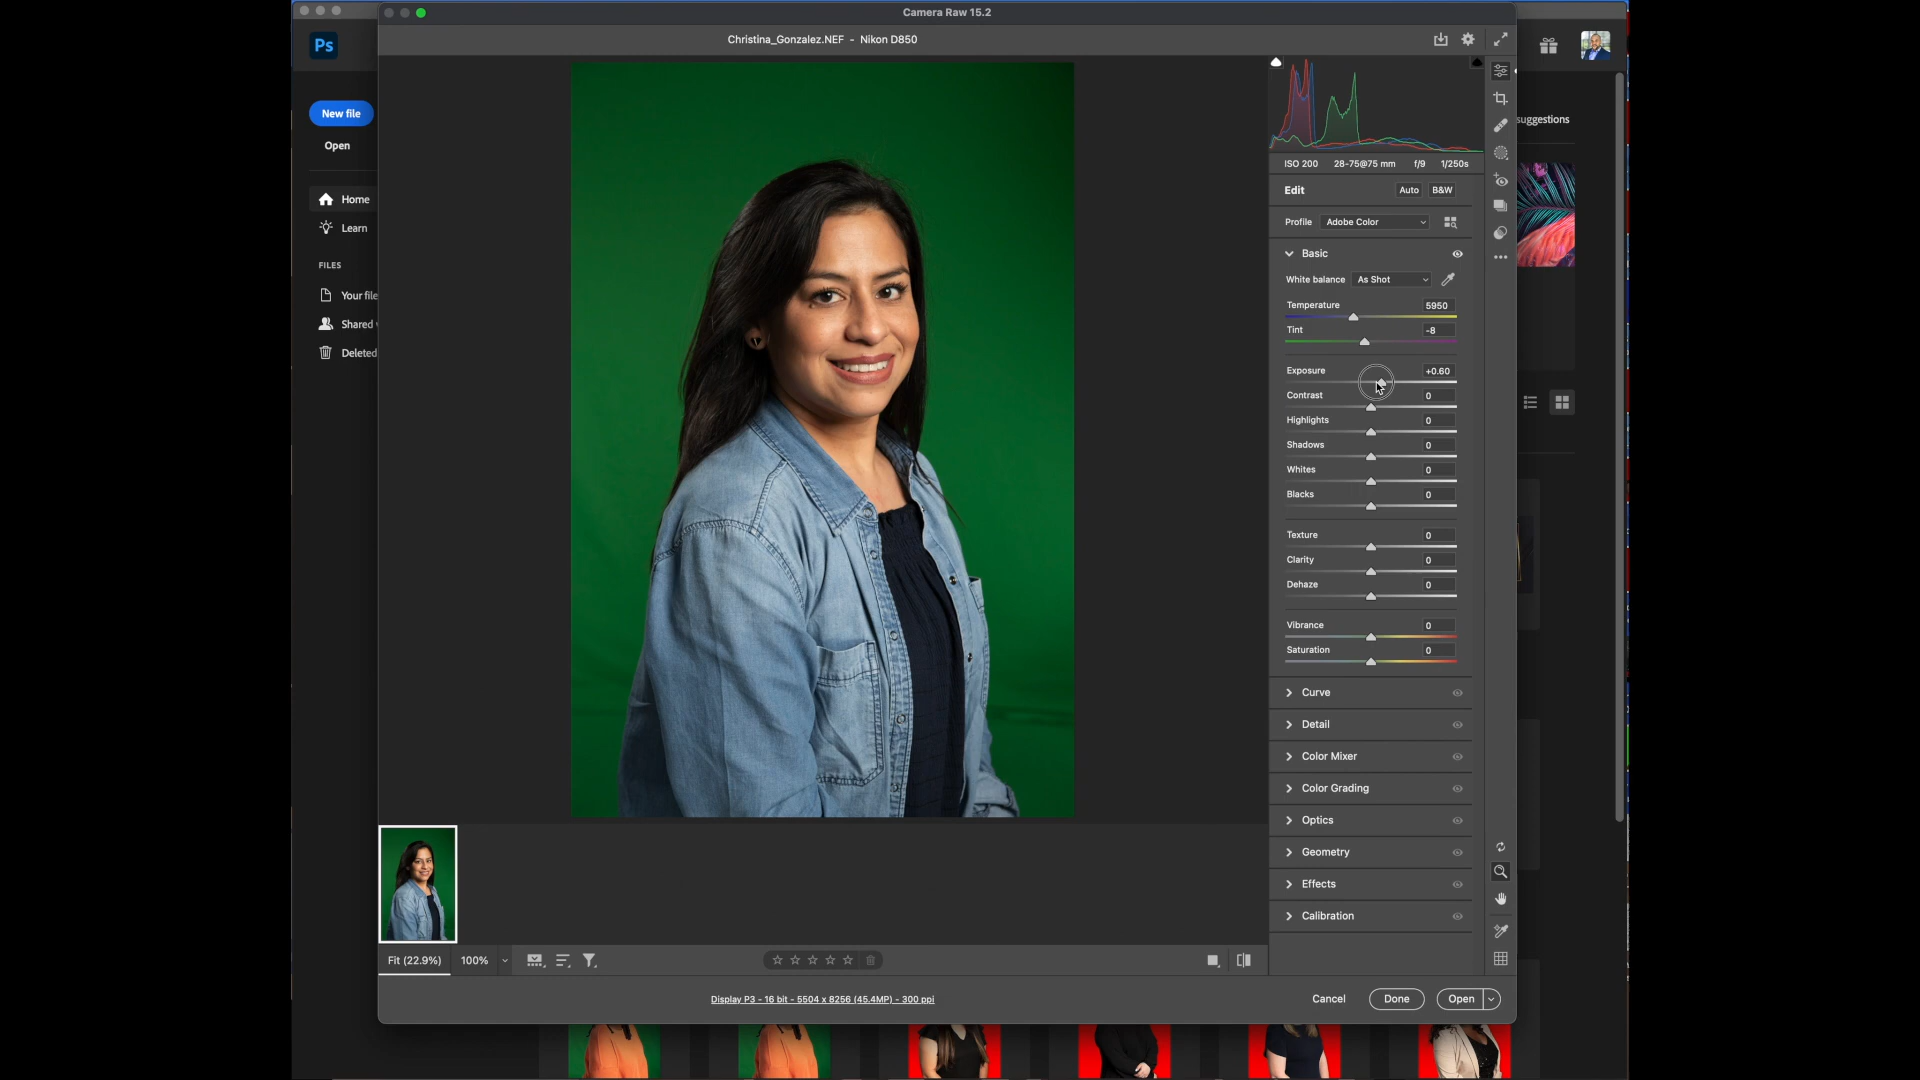 Camera Raw 15.2
Christina_Gonzalez.NEF - Nikon D850
Ps
New file
Open
Home
Learn
FILES
Your file
Shared
Deleted
suggestions
ISO 200 28-75@75 mm f/9 1/250s
Edit Auto B&W
Profile Adobe Color
Basic
White balance As Shot
Temperature 5950
Tint -8
Exposure +0.60
Contrast 0
Highlights 0
Shadows 0
Whites 0
Blacks 0
Texture 0
Clarity 0
Dehaze 0
Vibrance 0
Saturation 0
Curve
Detail
Color Mixer
Color Grading
Optics
Geometry
Effects
Calibration
Fit (22.9%) 100%
Display P3 - 16 bit - 5504 x 8256 (45.4MP) - 300 ppi
Cancel Done Open